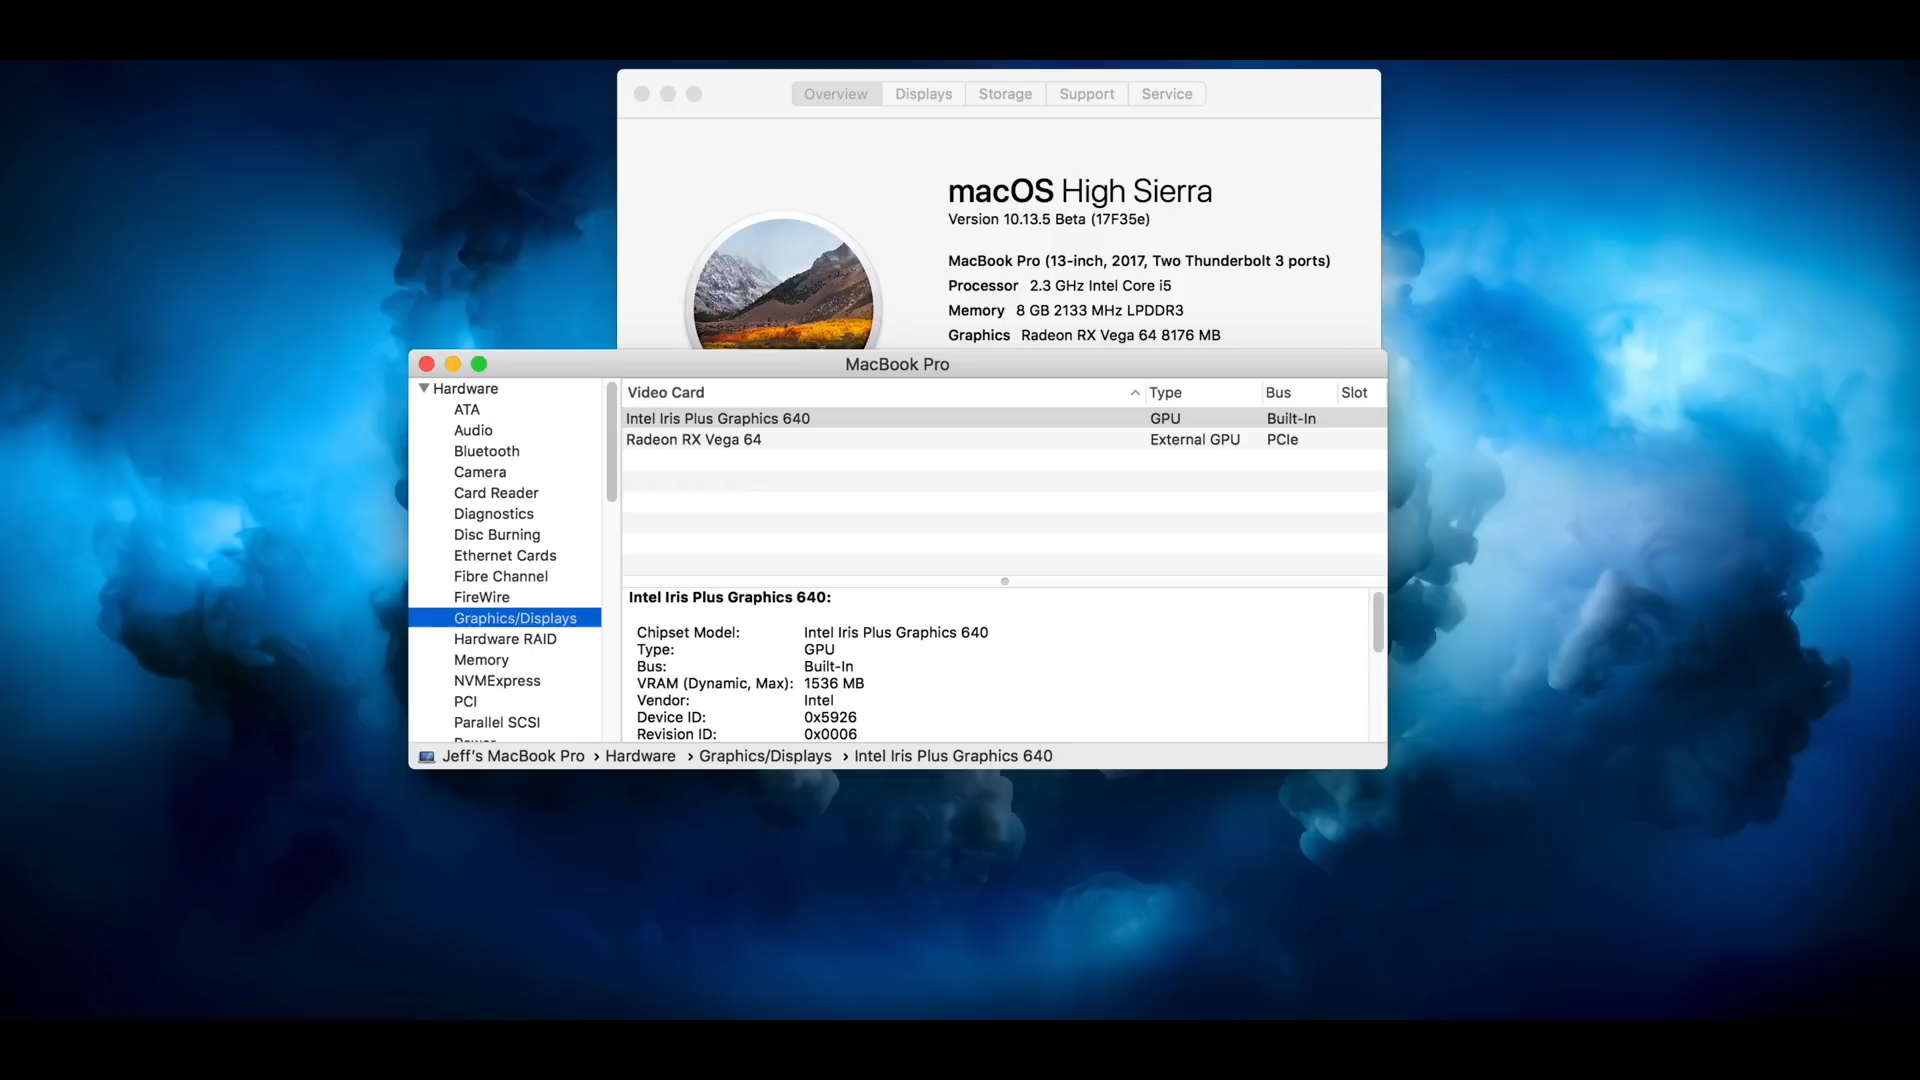 Overview Displays Storage Support Service
macOS High Sierra
Version 10.13.5 Beta (17F35e)
MacBook Pro (13-inch, 2017, Two Thunderbolt 3 ports)
Processor 2.3 GHz Intel Core i5
Memory 8 GB 2133 MHz LPDDR3
Graphics Radeon RX Vega 64 8176 MB
MacBook Pro
Hardware
ATA
Audio
Bluetooth
Camera
Card Reader
Diagnostics
Disc Burning
Ethernet Cards
Fibre Channel
FireWire
Graphics/Displays
Hardware RAID
Memory
NVMExpress
PCI
Parallel SCSI
Power
Video Card Type Bus Slot
Intel Iris Plus Graphics 640 GPU Built-In
Radeon RX Vega 64 External GPU PCIe
Intel Iris Plus Graphics 640:
Chipset Model: Intel Iris Plus Graphics 640
Type: GPU
Bus: Built-In
VRAM (Dynamic, Max): 1536 MB
Vendor: Intel
Device ID: 0x5926
Revision ID: 0x0006
Jeff's MacBook Pro › Hardware › Graphics/Displays › Intel Iris Plus Graphics 640